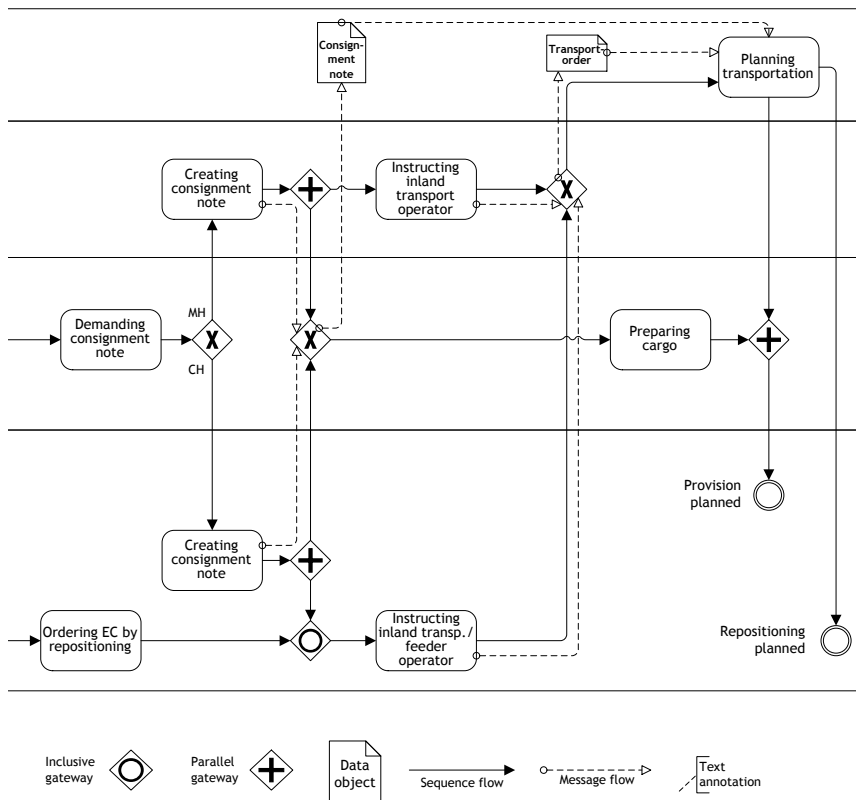 Consign-
ment
note
Transport
order
Planning
transportation
Creating
consignment
note
Instructing
inland
transport
operator
X
MH
Demanding
consignment
note
X
X
Preparing
cargo
CH
Provision
planned
Creating
consignment
note
Ordering EC by
repositioning
Instructing
inland transp./
feeder
operator
Repositioning
planned
Inclusive
gateway
Parallel
gateway
Data
object
Sequence flow
Message flow
Text
annotation